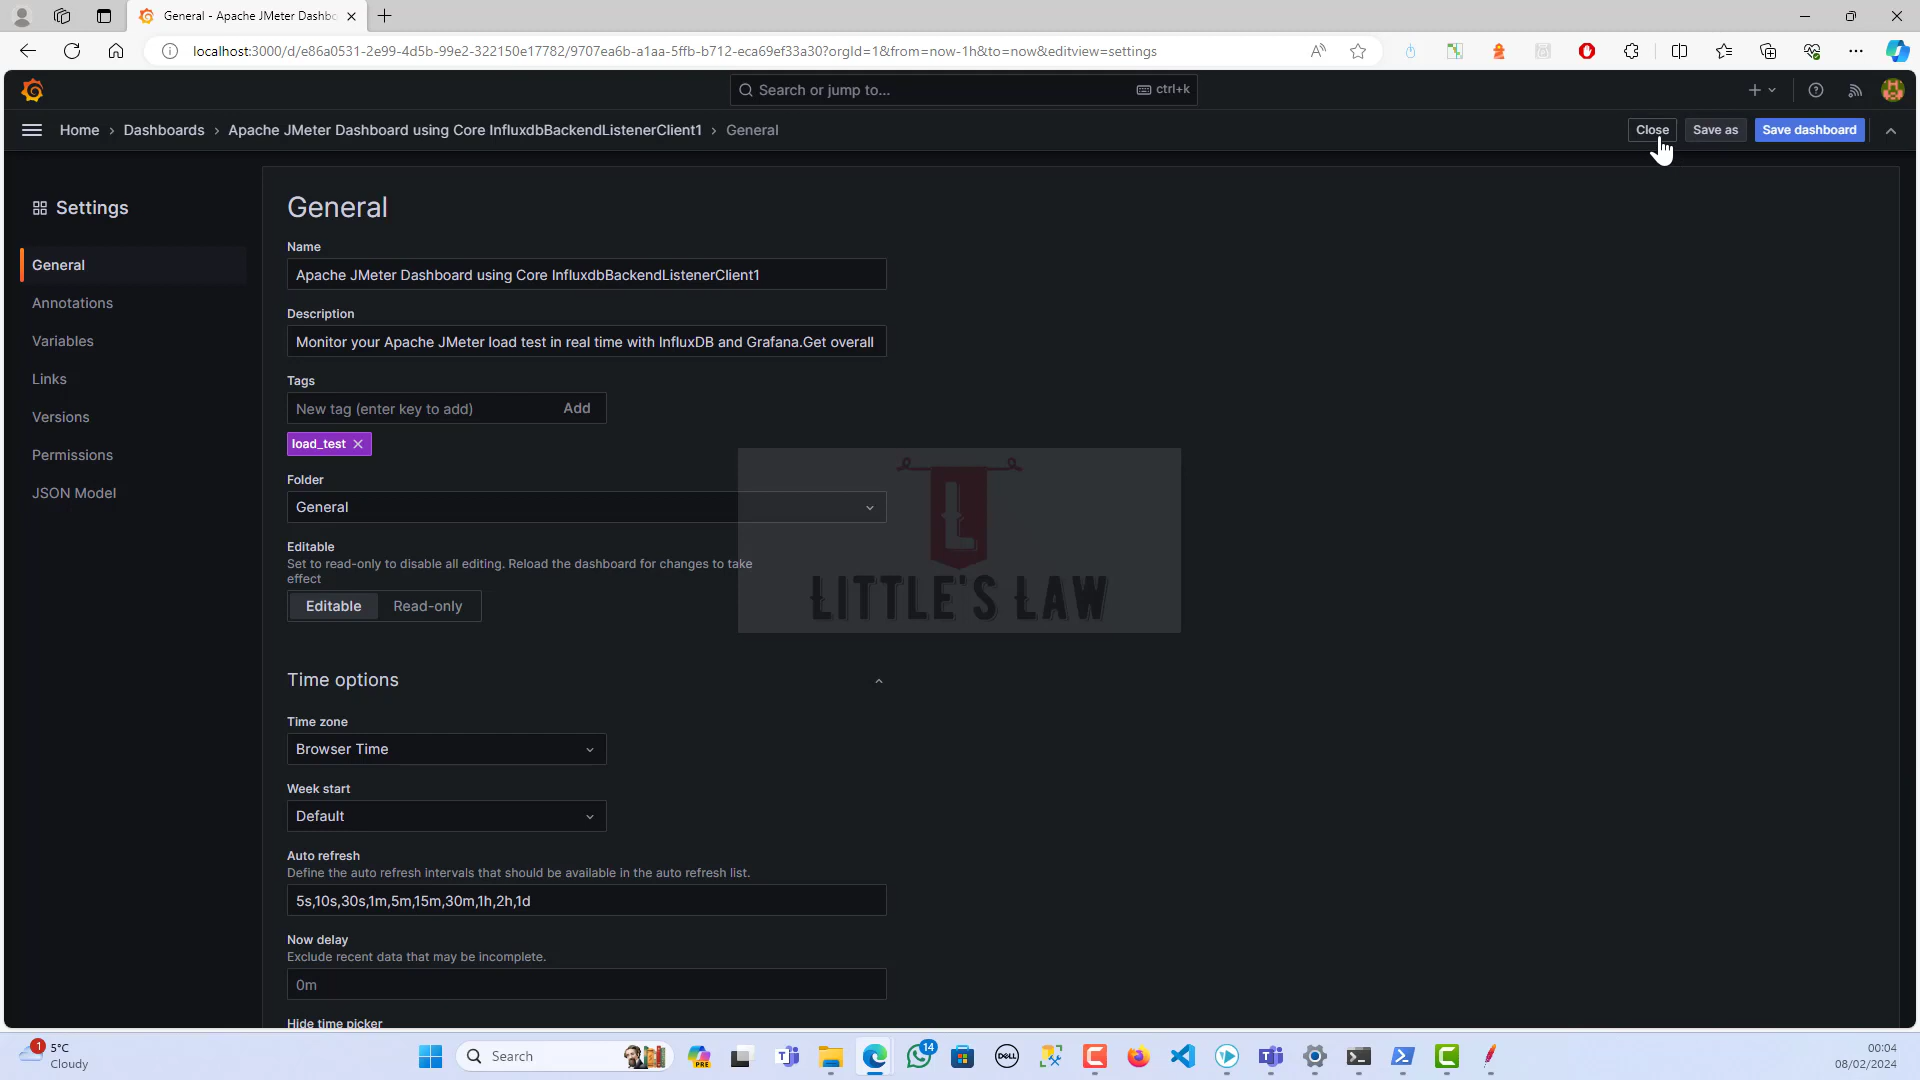 General - Apache JMeter Dashbo
localhost:3000/d/e86a0531-2e99-4d5b-99e2-322150e17782/9707ea6b-a1aa-5ffb-b712-eca69ef33a30?orgId=1&from=now-1h&to=now&editview=settings
Search or jump to...
ctrl+k
Home › Dashboards › Apache JMeter Dashboard using Core InfluxdbBackendListenerClient1 › General
Close
Save as
Save dashboard
Settings
General
Annotations
Variables
Links
Versions
Permissions
JSON Model
General
Name
Apache JMeter Dashboard using Core InfluxdbBackendListenerClient1
Description
Monitor your Apache JMeter load test in real time with InfluxDB and Grafana.Get overall
Tags
New tag (enter key to add)
Add
load_test
Folder
General
Editable
Set to read-only to disable all editing. Reload the dashboard for changes to take
effect
Editable
Read-only
L
LITTLE'S LAW
Time options
Time zone
Browser Time
Week start
Default
Auto refresh
Define the auto refresh intervals that should be available in the auto refresh list.
5s,10s,30s,1m,5m,15m,30m,1h,2h,1d
Now delay
Exclude recent data that may be incomplete.
0m
Hide time picker
1
5°C
Cloudy
Search
PRE
14
DELL
00:04
08/02/2024